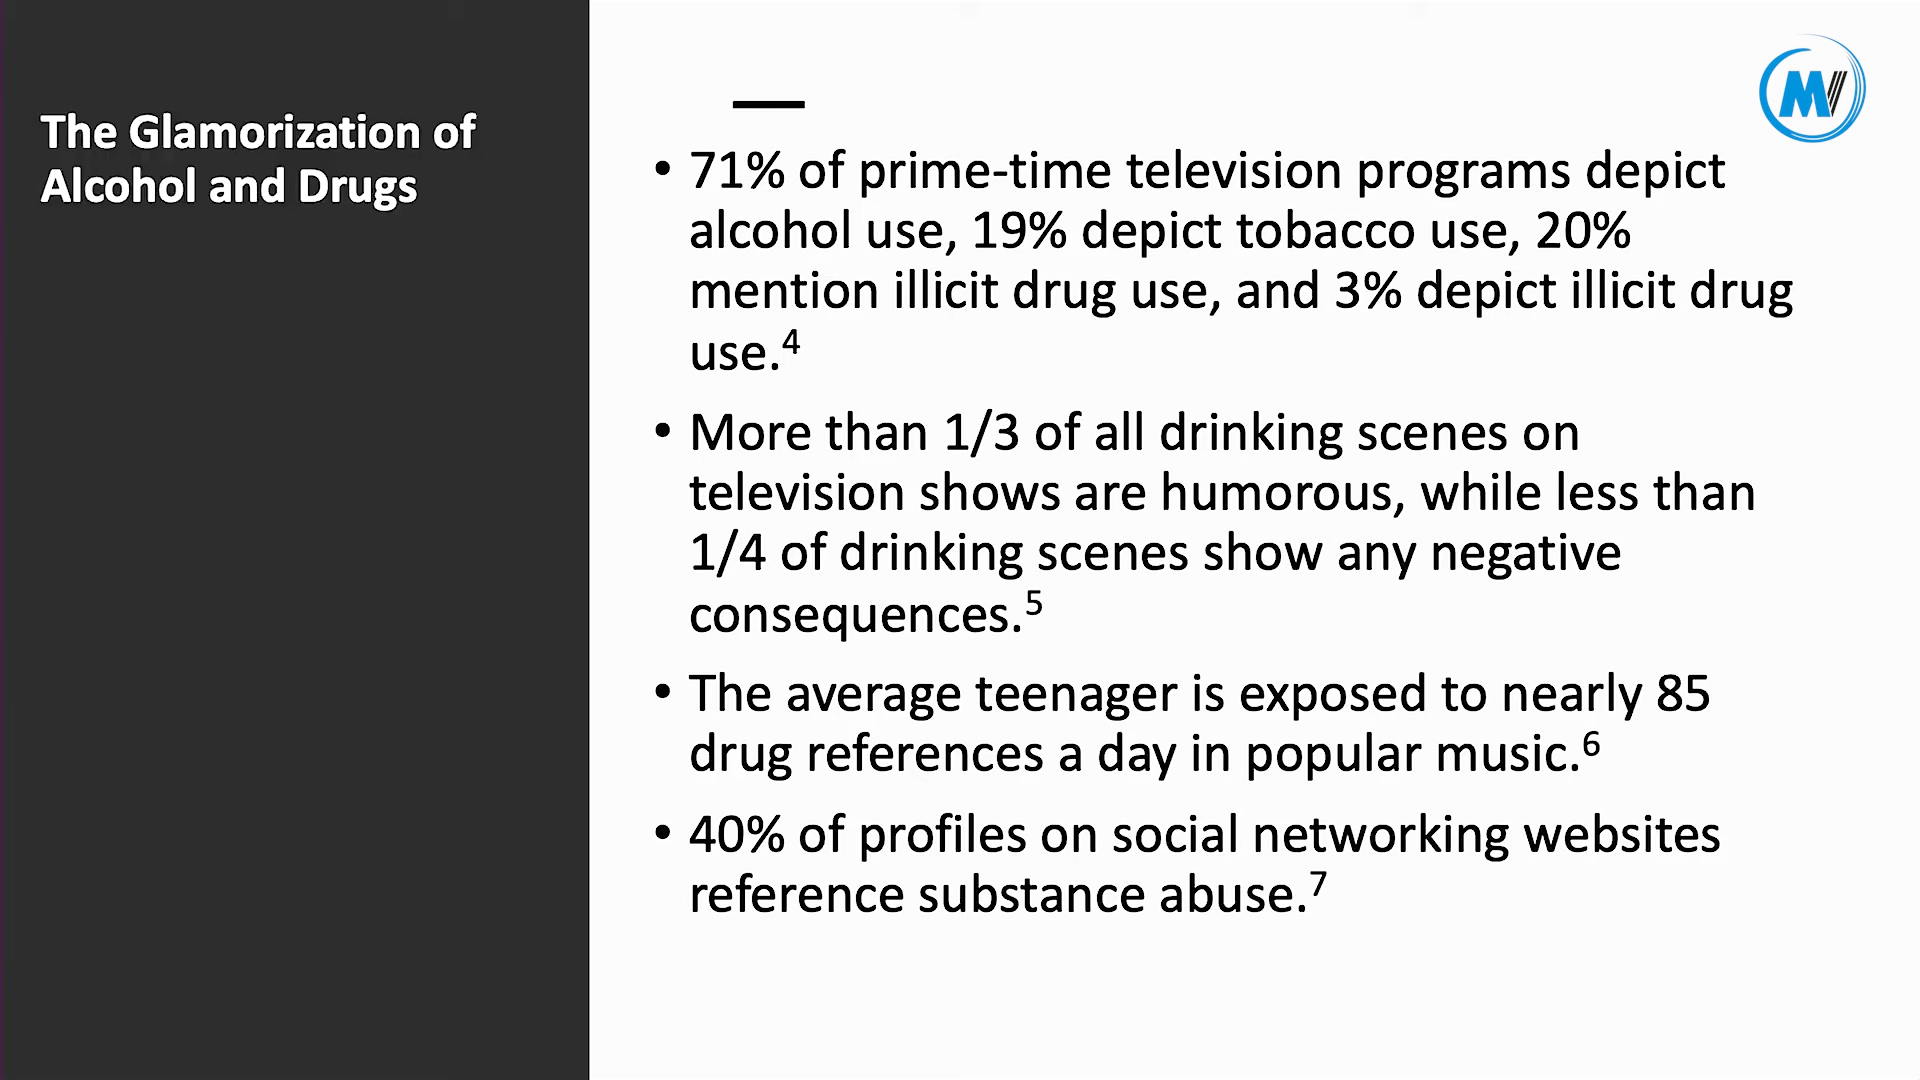 The Glamorization of
Alcohol and Drugs
MV
• 71% of prime-time television programs depict
alcohol use, 19% depict tobacco use, 20%
mention illicit drug use, and 3% depict illicit drug
use.⁴
• More than 1/3 of all drinking scenes on
television shows are humorous, while less than
1/4 of drinking scenes show any negative
consequences.⁵
• The average teenager is exposed to nearly 85
drug references a day in popular music.⁶
• 40% of profiles on social networking websites
reference substance abuse.⁷